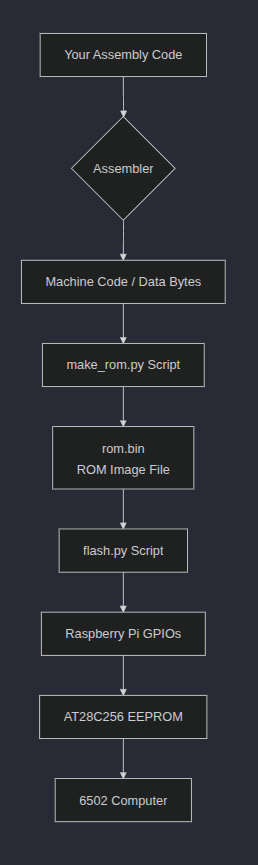 Your Assembly Code
Assembler
Machine Code / Data Bytes
make_rom.py Script
rom.bin
ROM Image File
flash.py Script
Raspberry Pi GPIOs
AT28C256 EEPROM
6502 Computer